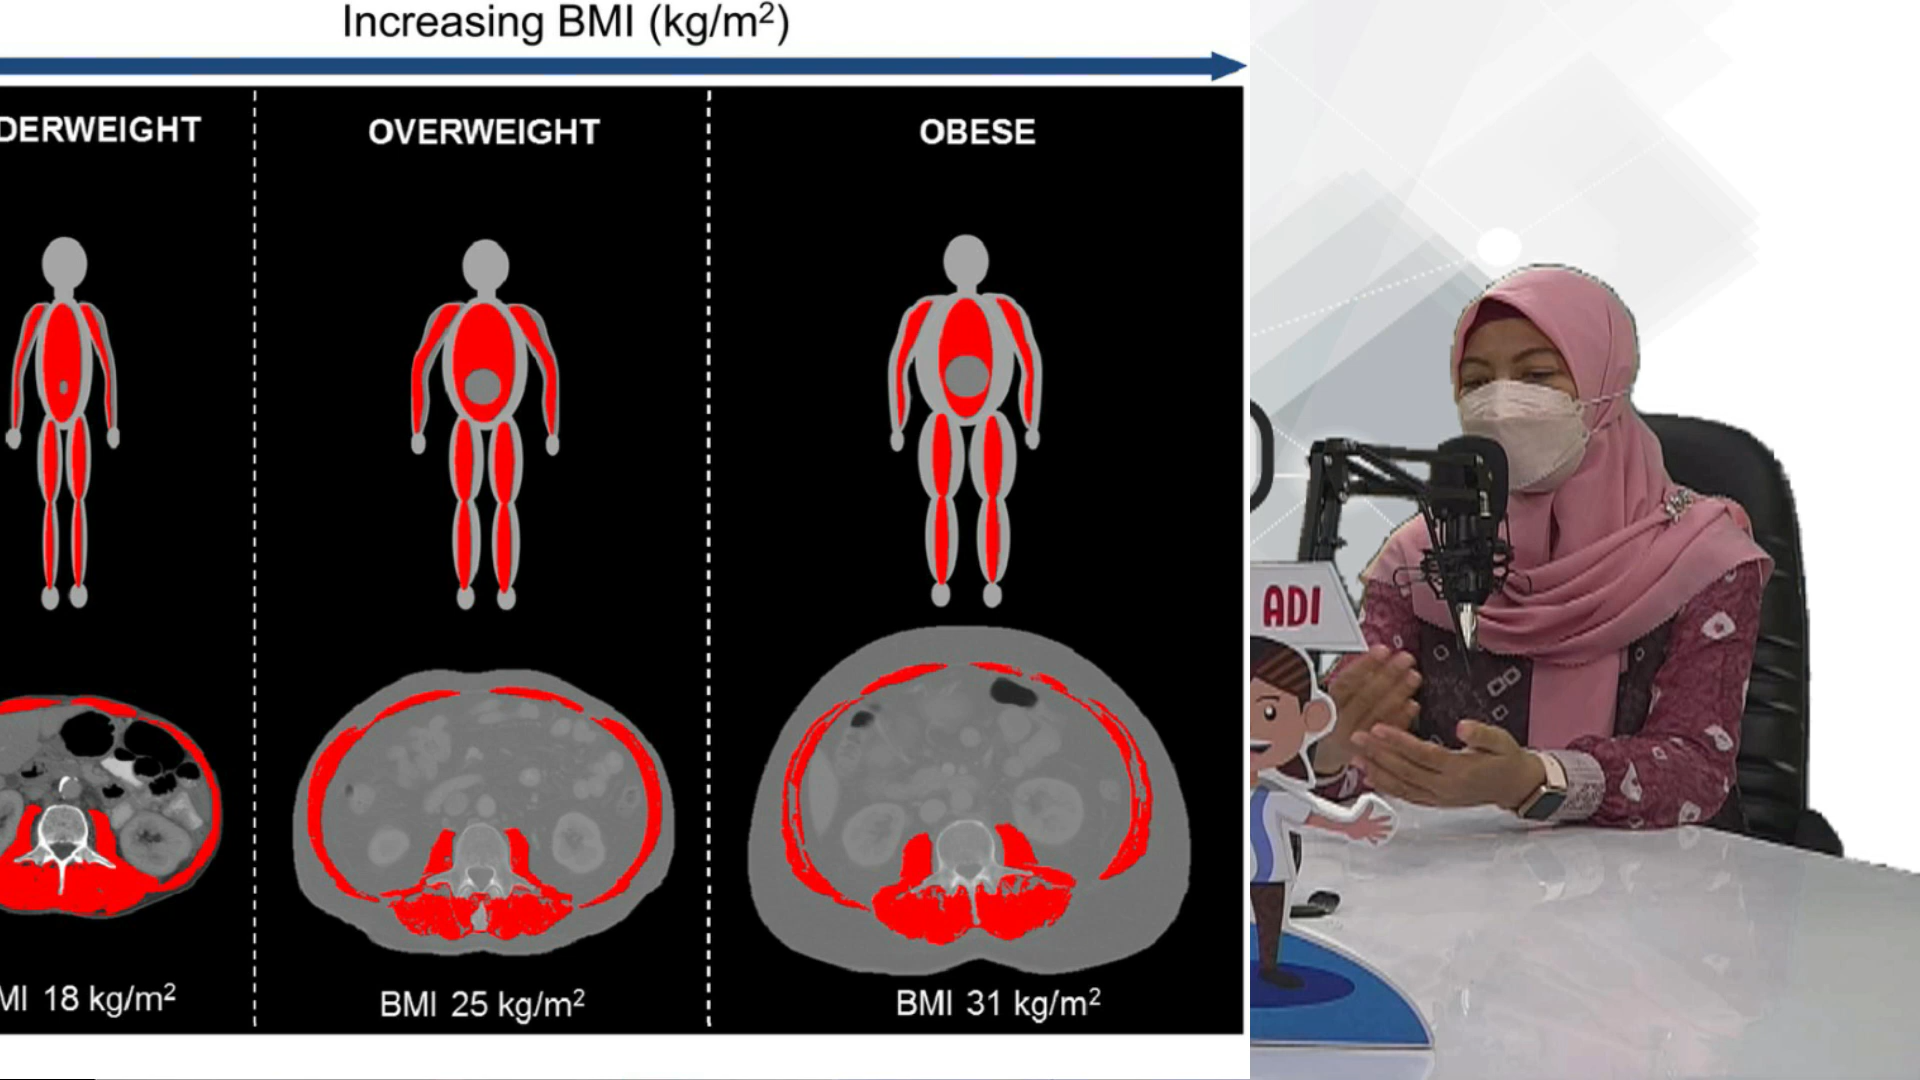 Increasing BMI (kg/m²)
DERWEIGHT
OVERWEIGHT
OBESE
ADI
MI 18 kg/m²
BMI 25 kg/m²
BMI 31 kg/m²